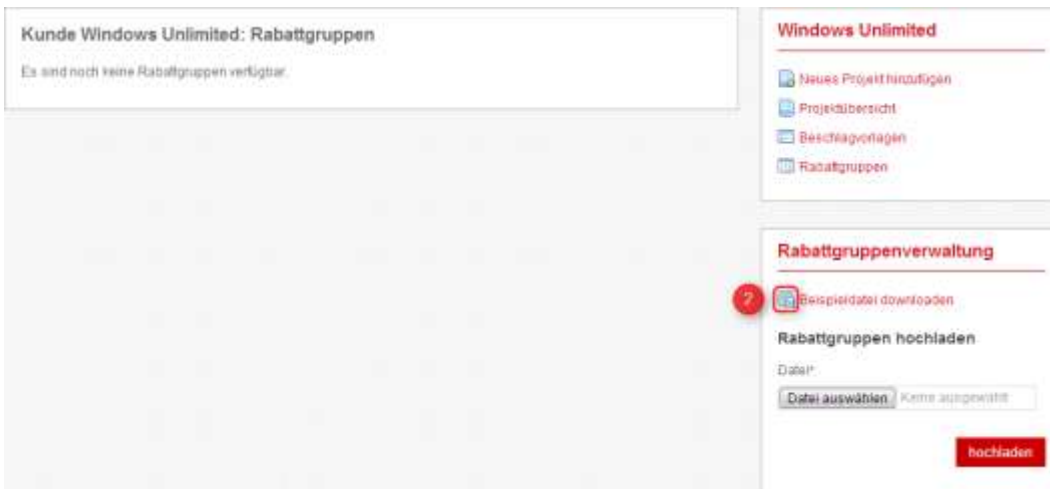 Kunde Windows Unlimited: Rabattgruppen
Es sind noch keine Rabattgruppen verfügbar.
Windows Unlimited
Neues Projekt hinzufügen
Projektübersicht
Beschlagvorlagen
Rabattgruppen
Rabattgruppenverwaltung
2
Beispieldatei downloaden
Rabattgruppen hochladen
Datei*
Datei auswählen Keine ausgewählt
hochladen